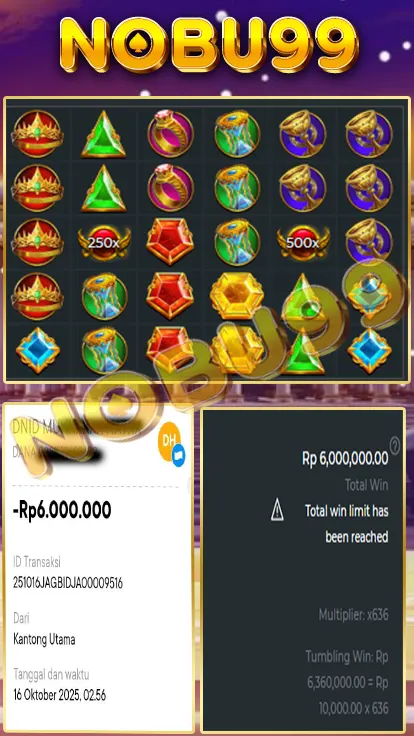 NOBU99
250x
500x
NOBU99
DNID
DANA
DH
-Rp6.000.000
ID Transaksi
251016JAGBIDJA00009516
Dari
Kantong Utama
Tanggal dan waktu
16 Oktober 2025, 02.56
Rp 6,000,000.00
Total Win
Total win limit has
been reached
Multiplier: x636
Tumbling Win: Rp
6,360,000.00 = Rp
10,000.00 x 636